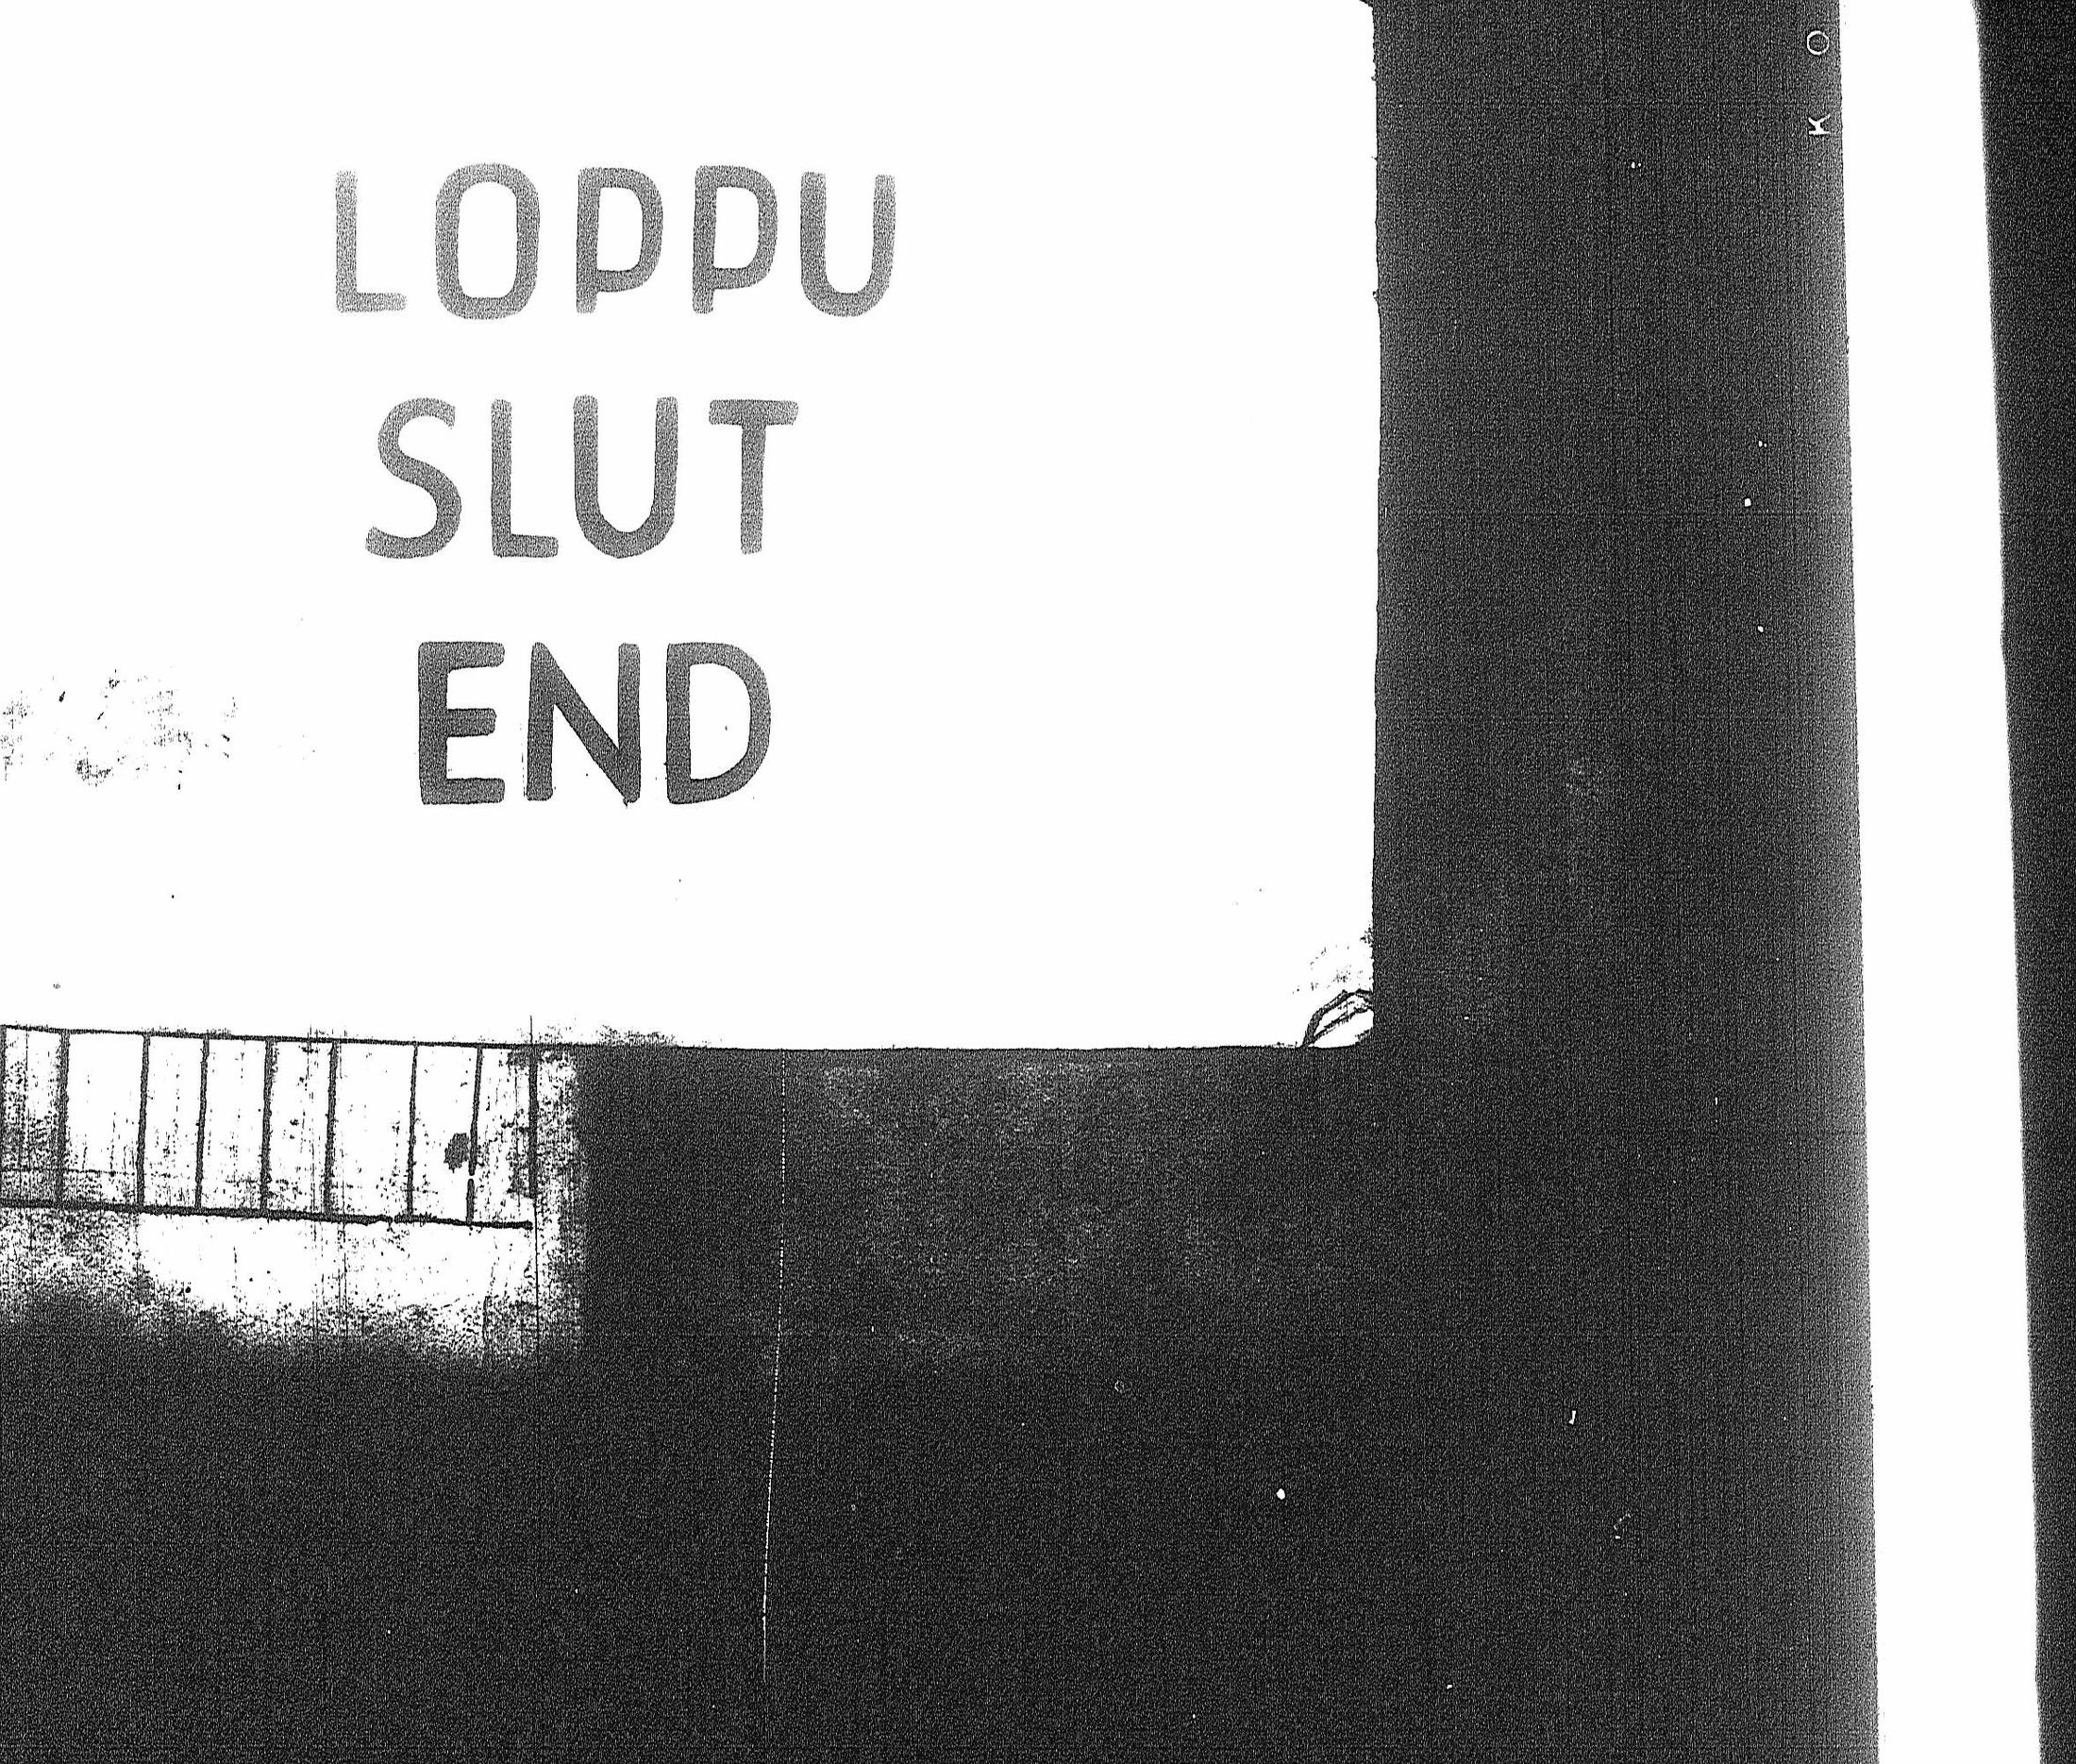 LOPPU
SLUT
END
K O